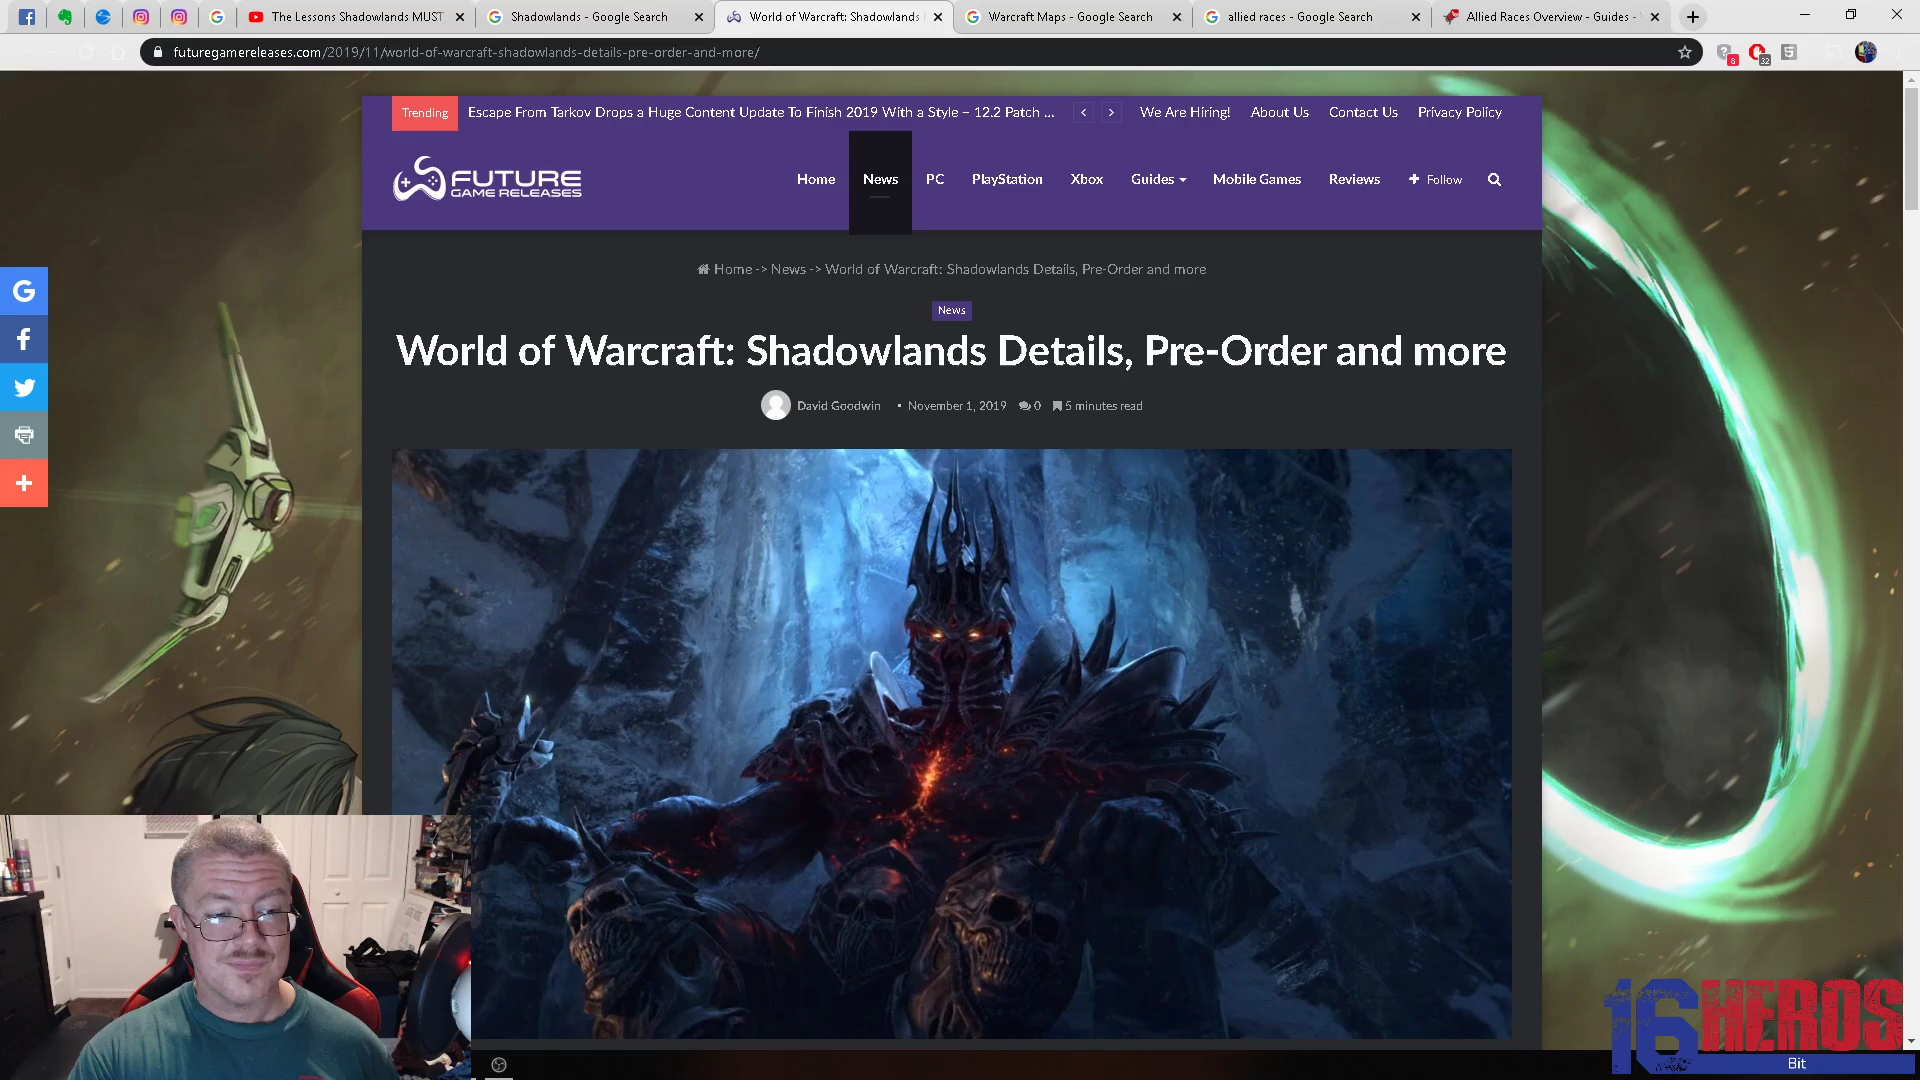 The Lessons Shadowlands MUST
Shadowlands - Google Search
World of Warcraft: Shadowlands
Warcraft Maps - Google Search
allied races - Google Search
Allied Races Overview - Guides -
futuregamereleases.com/2019/11/world-of-warcraft-shadowlands-details-pre-order-and-more/
8
32
Trending
Escape From Tarkov Drops a Huge Content Update To Finish 2019 With a Style – 12.2 Patch ...
We Are Hiring!
About Us
Contact Us
Privacy Policy
FUTURE
GAME RELEASES
Home
News
PC
PlayStation
Xbox
Guides
Mobile Games
Reviews
Follow
Home -> News -> World of Warcraft: Shadowlands Details, Pre-Order and more
News
World of Warcraft: Shadowlands Details, Pre-Order and more
David Goodwin • November 1, 2019 0 5 minutes read
16 HEROS
Bit